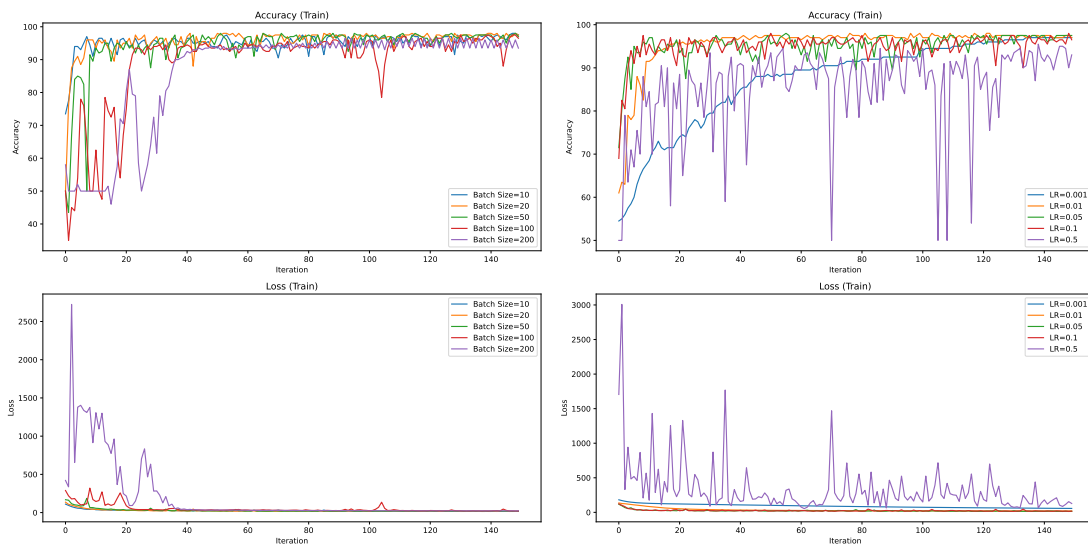 Accuracy (Train)
Accuracy
100
90
80
70
60
50
40
0
20
40
60
80
100
120
140
Iteration
Batch Size=10
Batch Size=20
Batch Size=50
Batch Size=100
Batch Size=200
Accuracy (Train)
Accuracy
100
90
80
70
60
50
0
20
40
60
80
100
120
140
Iteration
LR=0.001
LR=0.01
LR=0.05
LR=0.1
LR=0.5
Loss (Train)
Loss
2500
2000
1500
1000
500
0
0
20
40
60
80
100
120
140
Iteration
Batch Size=10
Batch Size=20
Batch Size=50
Batch Size=100
Batch Size=200
Loss (Train)
Loss
3000
2500
2000
1500
1000
500
0
0
20
40
60
80
100
120
140
Iteration
LR=0.001
LR=0.01
LR=0.05
LR=0.1
LR=0.5